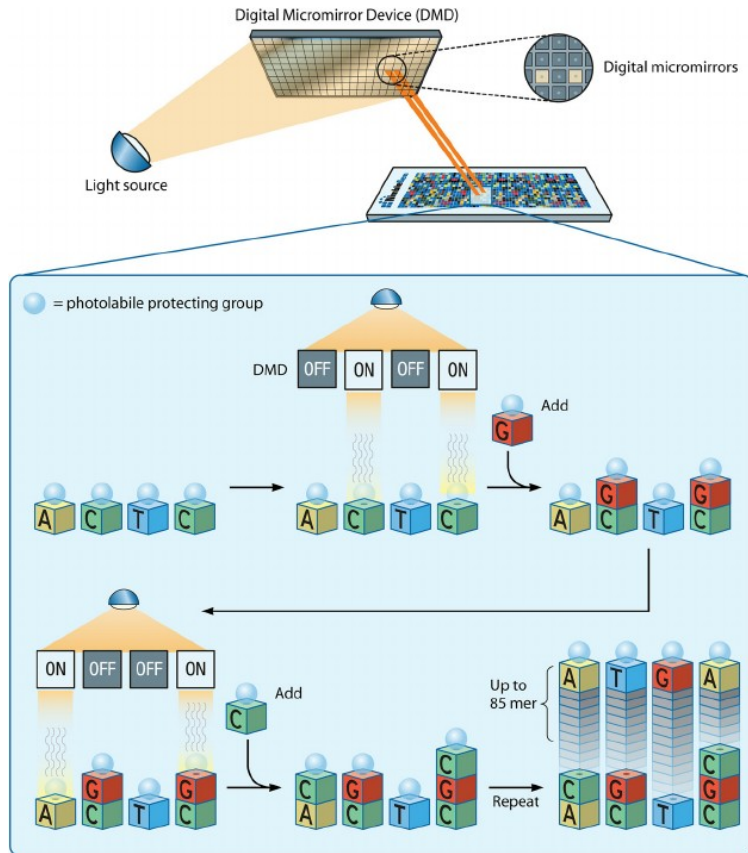 Digital Micromirror Device (DMD)
Digital micromirrors
Light source
= photolabile protecting group
DMD
OFF
ON
OFF
ON
Add
G
A
C
T
C
A
C
T
C
G
G
A
C
T
C
ON
OFF
OFF
ON
Add
C
G
G
A
C
T
C
C
C
G
G
A
C
T
C
Repeat
Up to
85 mer
A
T
G
A
C
C
G
G
A
C
T
C